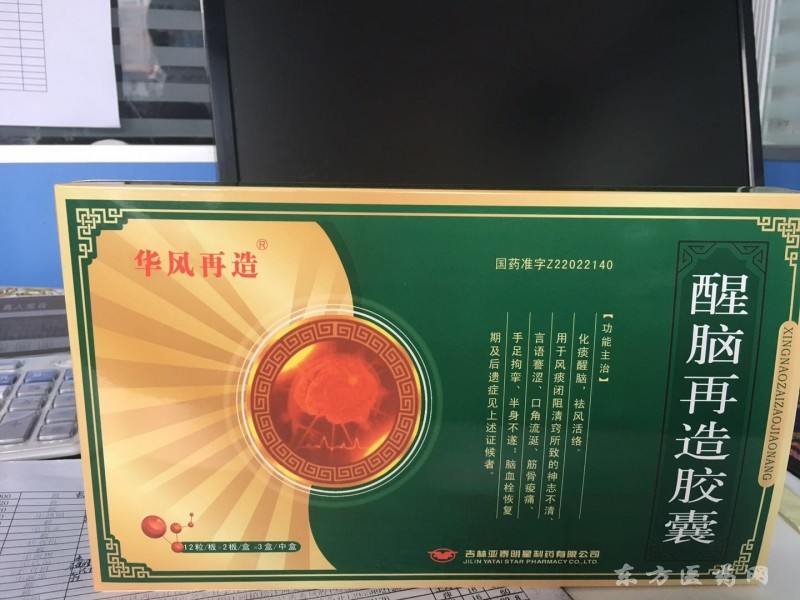 华风再造®
国药准字Z22022140
醒脑再造胶囊
XINGNAOZAIZAOJIAONANG
【功能主治】
化痰醒脑，祛风活络。
用于风痰闭阻清窍所致的神志不清、
言语謇涩、口角流涎、筋骨痠痛、
手足拘挛、半身不遂；脑血栓恢复
期及后遗症见上述证候者。
12粒/板×2板/盒×3盒/中盒
吉林亚泰明星制药有限公司
JILIN YATAI STAR PHARMACY CO.,LTD.
东方医药网